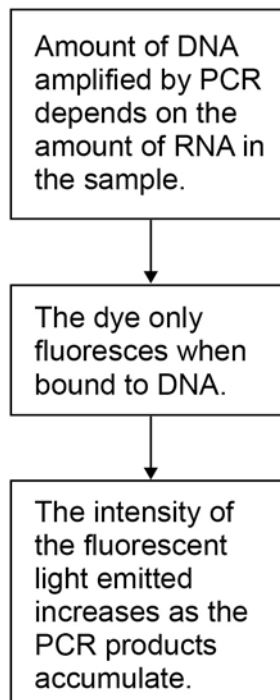 Amount of DNA
amplified by PCR
depends on the
amount of RNA in
the sample.
The dye only
fluoresces when
bound to DNA.
The intensity of
the fluorescent
light emitted
increases as the
PCR products
accumulate.